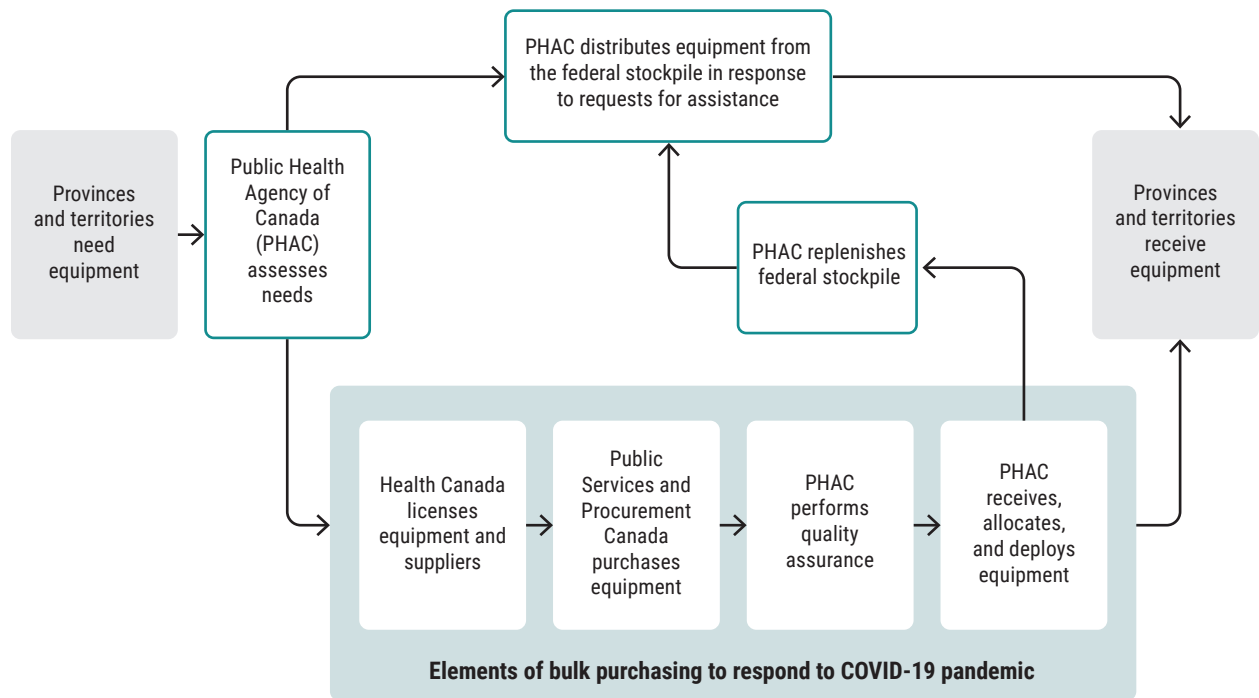 PHAC distributes equipment from
the federal stockpile in response
to requests for assistance
Provinces
and territories
need
equipment
Public Health
Agency of
Canada
(PHAC)
assesses
needs
PHAC replenishes
federal stockpile
Provinces
and territories
receive
equipment
Health Canada
licenses
equipment and
suppliers
Public
Services and
Procurement
Canada
purchases
equipment
PHAC
performs
quality
assurance
PHAC
receives,
allocates,
and deploys
equipment
Elements of bulk purchasing to respond to COVID-19 pandemic